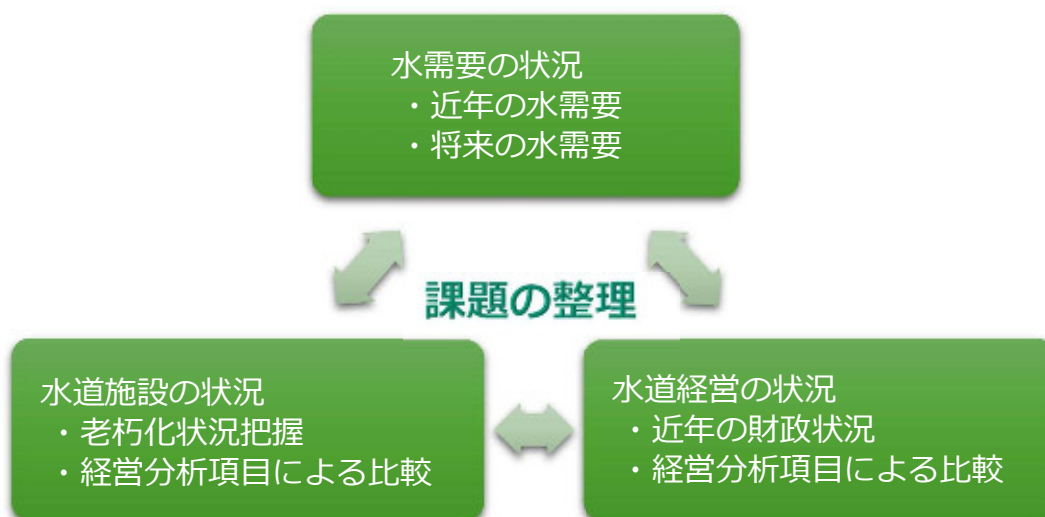 水需要の状況
・近年の水需要
・将来の水需要
課題の整理
水道施設の状況
・老朽化状況把握
・経営分析項目による比較
水道経営の状況
・近年の財政状況
・経営分析項目による比較